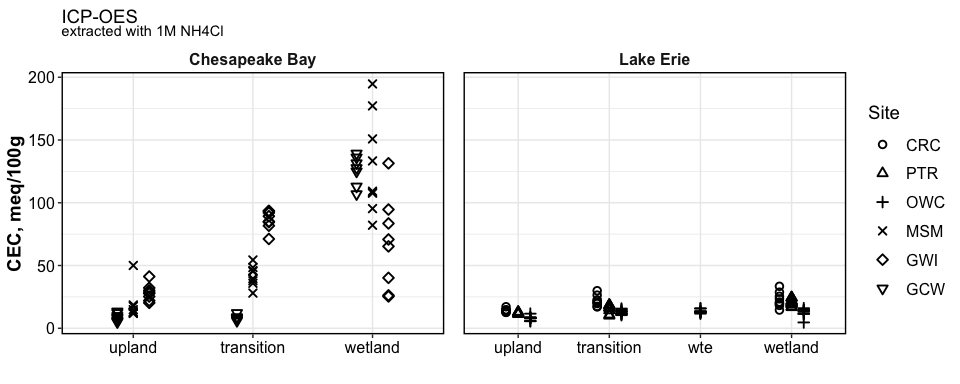 ICP-OES
extracted with 1M NH4Cl
Chesapeake Bay
Lake Erie
CEC, meq/100g
200
150
100
50
0
upland
transition
wetland
upland
transition
wte
wetland
Site
CRC
PTR
OWC
MSM
GWI
GCW